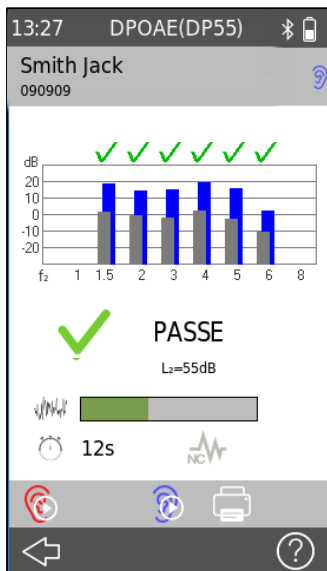 13:27 DPOAE(DP55)
Smith Jack
090909
dB
20
10
0
-10
-20
f₂ 1 1.5 2 3 4 5 6 8
PASSE
L₂=55dB
12s
NC